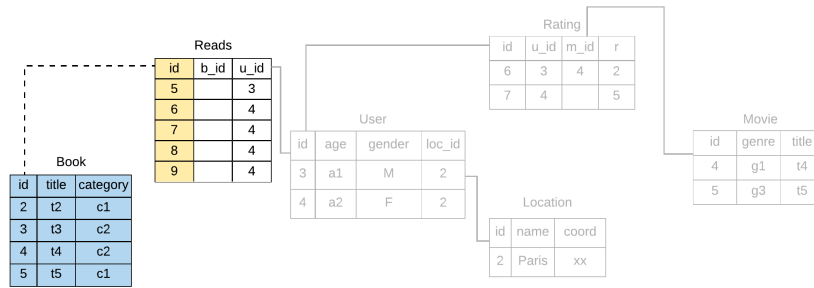 Reads
id b_id u_id
5 3
6 4
7 4
8 4
9 4
Book
id title category
2 t2 c1
3 t3 c2
4 t4 c2
5 t5 c1
User
id age gender loc_id
3 a1 M 2
4 a2 F 2
Rating
id u_id m_id r
6 3 4 2
7 4 5
Location
id name coord
2 Paris xx
Movie
id genre title
4 g1 t4
5 g3 t5